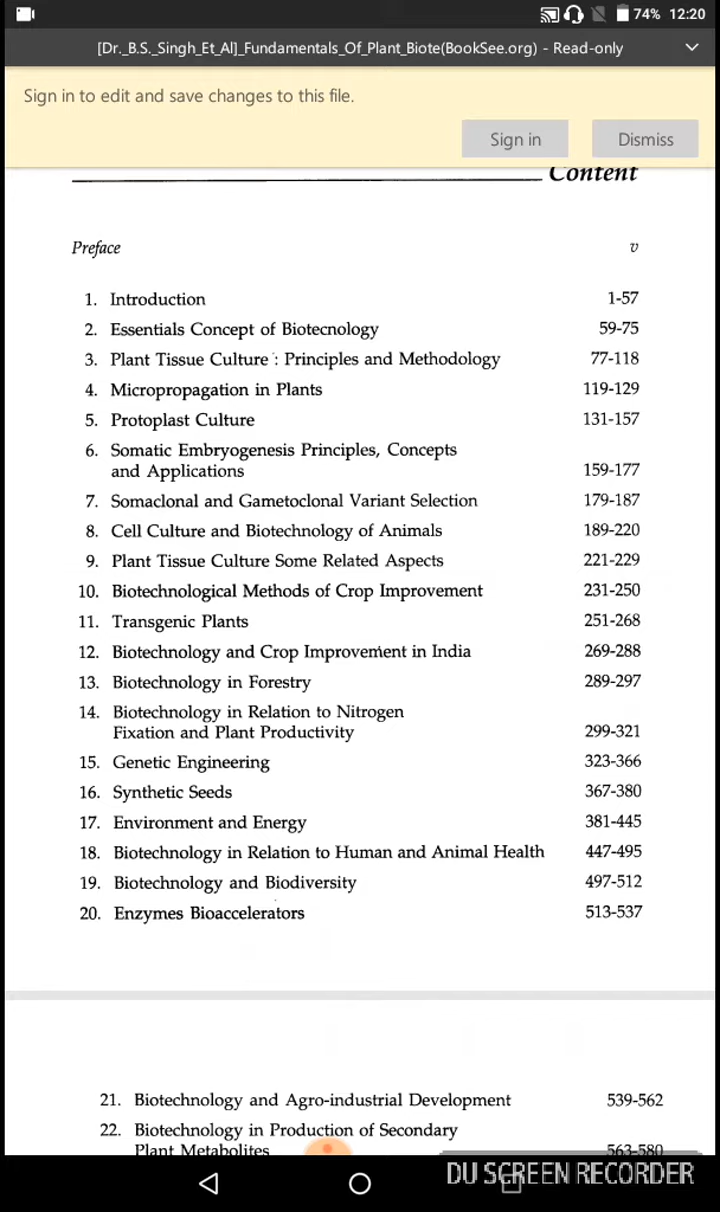 74% 12:20
[Dr._B.S._Singh_Et_Al]_Fundamentals_Of_Plant_Biote(BookSee.org) - Read-only
Sign in to edit and save changes to this file.
Sign in Dismiss
Content
Preface v
1. Introduction 1-57
2. Essentials Concept of Biotecnology 59-75
3. Plant Tissue Culture : Principles and Methodology 77-118
4. Micropropagation in Plants 119-129
5. Protoplast Culture 131-157
6. Somatic Embryogenesis Principles, Concepts
and Applications 159-177
7. Somaclonal and Gametoclonal Variant Selection 179-187
8. Cell Culture and Biotechnology of Animals 189-220
9. Plant Tissue Culture Some Related Aspects 221-229
10. Biotechnological Methods of Crop Improvement 231-250
11. Transgenic Plants 251-268
12. Biotechnology and Crop Improvement in India 269-288
13. Biotechnology in Forestry 289-297
14. Biotechnology in Relation to Nitrogen
Fixation and Plant Productivity 299-321
15. Genetic Engineering 323-366
16. Synthetic Seeds 367-380
17. Environment and Energy 381-445
18. Biotechnology in Relation to Human and Animal Health 447-495
19. Biotechnology and Biodiversity 497-512
20. Enzymes Bioaccelerators 513-537
21. Biotechnology and Agro-industrial Development 539-562
22. Biotechnology in Production of Secondary
Plant Metabolites 563-580
DU SCREEN RECORDER